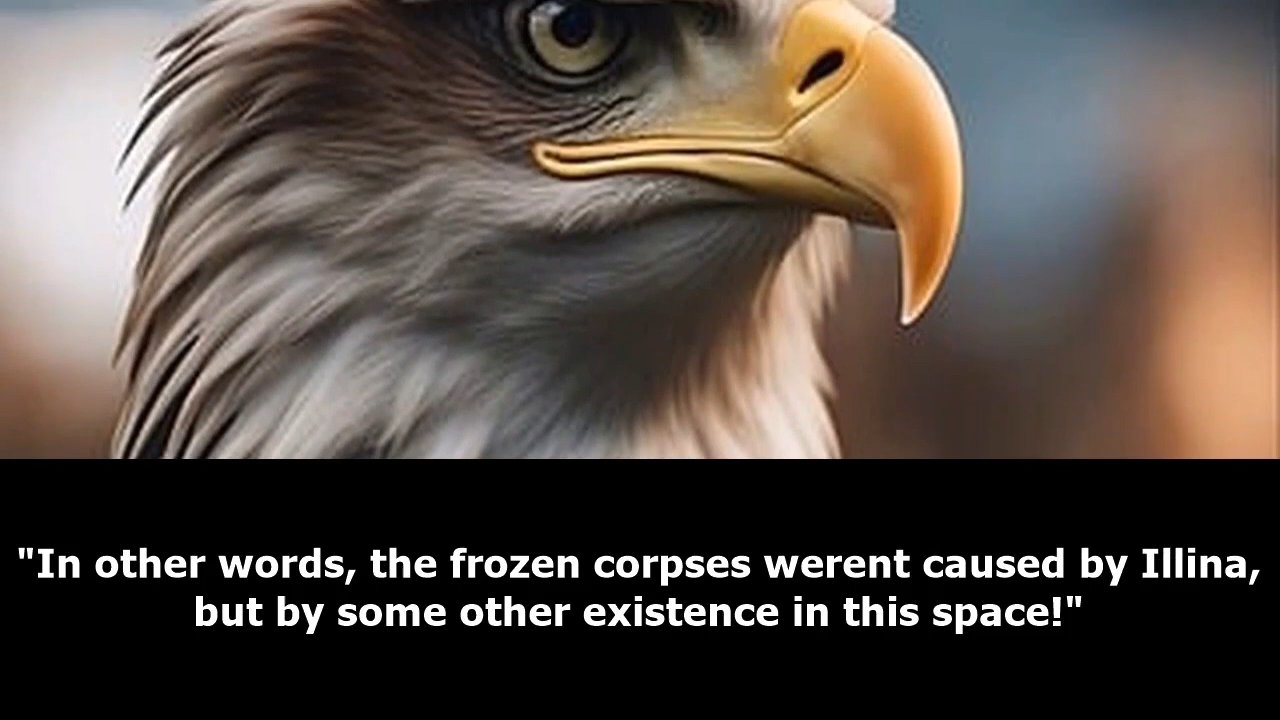 "In other words, the frozen corpses werent caused by Illina,
but by some other existence in this space!"